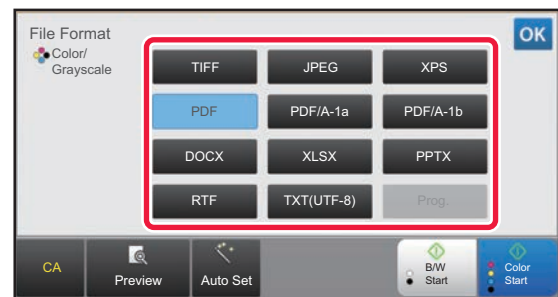 File Format
OK
Color/
Grayscale
TIFF
JPEG
XPS
PDF
PDF/A-1a
PDF/A-1b
DOCX
XLSX
PPTX
RTF
TXT(UTF-8)
Prog.
CA
Preview
Auto Set
B/W
Start
Color
Start